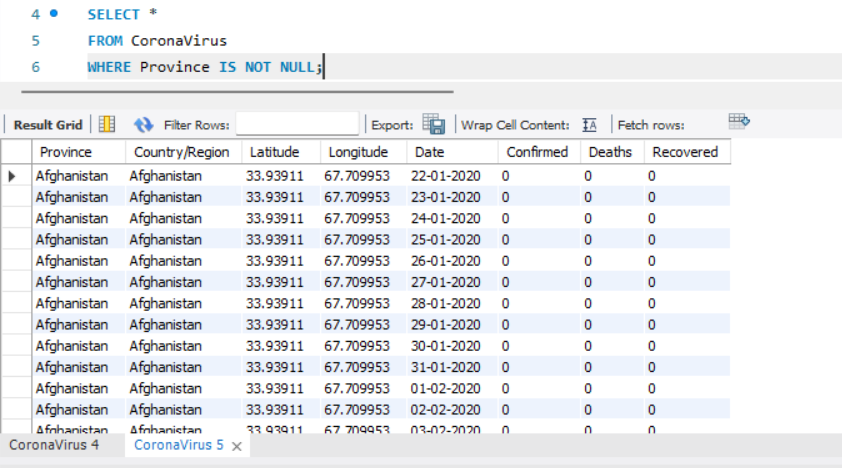 4 SELECT *
5 FROM CoronaVirus
6 WHERE Province IS NOT NULL;
Result Grid Filter Rows: Export: Wrap Cell Content: IA Fetch rows:
Province Country/Region Latitude Longitude Date Confirmed Deaths Recovered
Afghanistan Afghanistan 33.93911 67.709953 22-01-2020 0 0 0
Afghanistan Afghanistan 33.93911 67.709953 23-01-2020 0 0 0
Afghanistan Afghanistan 33.93911 67.709953 24-01-2020 0 0 0
Afghanistan Afghanistan 33.93911 67.709953 25-01-2020 0 0 0
Afghanistan Afghanistan 33.93911 67.709953 26-01-2020 0 0 0
Afghanistan Afghanistan 33.93911 67.709953 27-01-2020 0 0 0
Afghanistan Afghanistan 33.93911 67.709953 28-01-2020 0 0 0
Afghanistan Afghanistan 33.93911 67.709953 29-01-2020 0 0 0
Afghanistan Afghanistan 33.93911 67.709953 30-01-2020 0 0 0
Afghanistan Afghanistan 33.93911 67.709953 31-01-2020 0 0 0
Afghanistan Afghanistan 33.93911 67.709953 01-02-2020 0 0 0
Afghanistan Afghanistan 33.93911 67.709953 02-02-2020 0 0 0
Afghanistan Afghanistan 33.93911 67.709953 03-02-2020 0 0 0
CoronaVirus 4 CoronaVirus 5